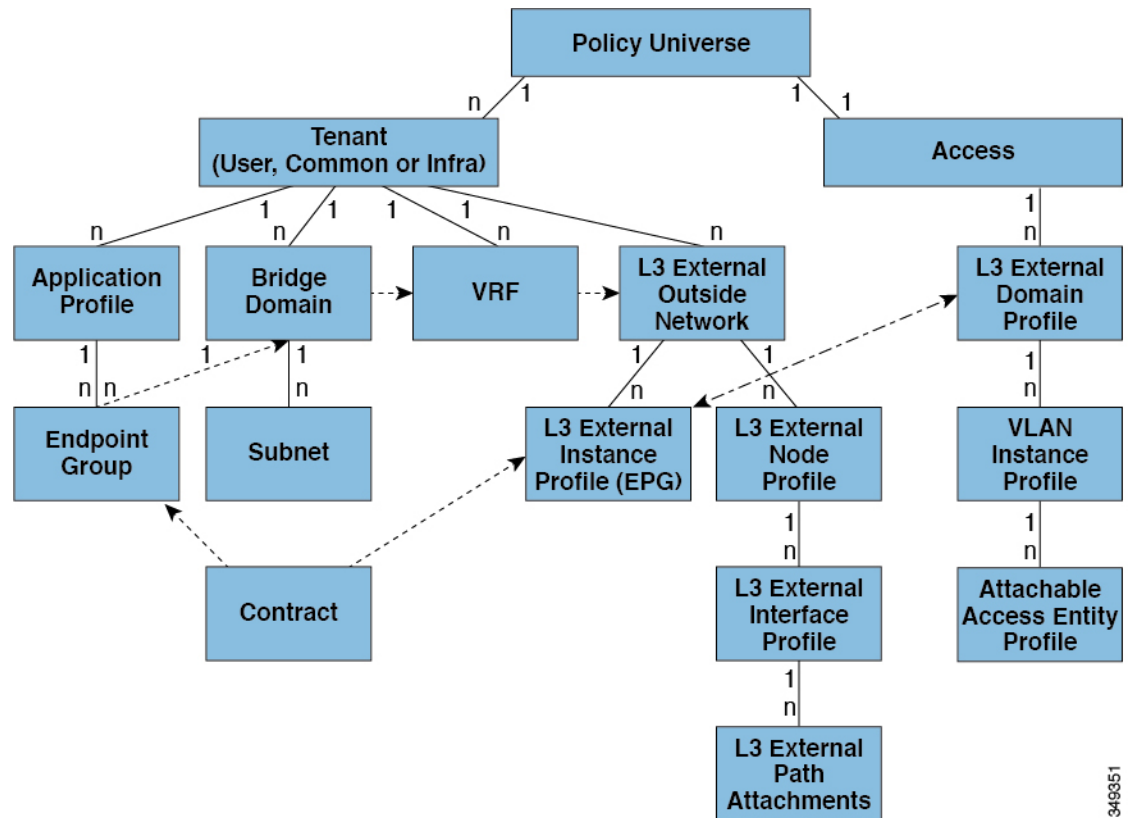 Policy Universe
n
1
1
1
Tenant
(User, Common or Infra)
Access
1
1
1
1
1
n
n
n
n
n
Application
Profile
Bridge
Domain
VRF
L3 External
Outside
Network
L3 External
Domain
Profile
1
1
1
1
1
1
n
n
n
n
n
n
Endpoint
Group
Subnet
L3 External
Instance
Profile (EPG)
L3 External
Node
Profile
VLAN
Instance
Profile
1
1
n
n
Contract
L3 External
Interface
Profile
Attachable
Access Entity
Profile
1
n
L3 External
Path
Attachments
349351